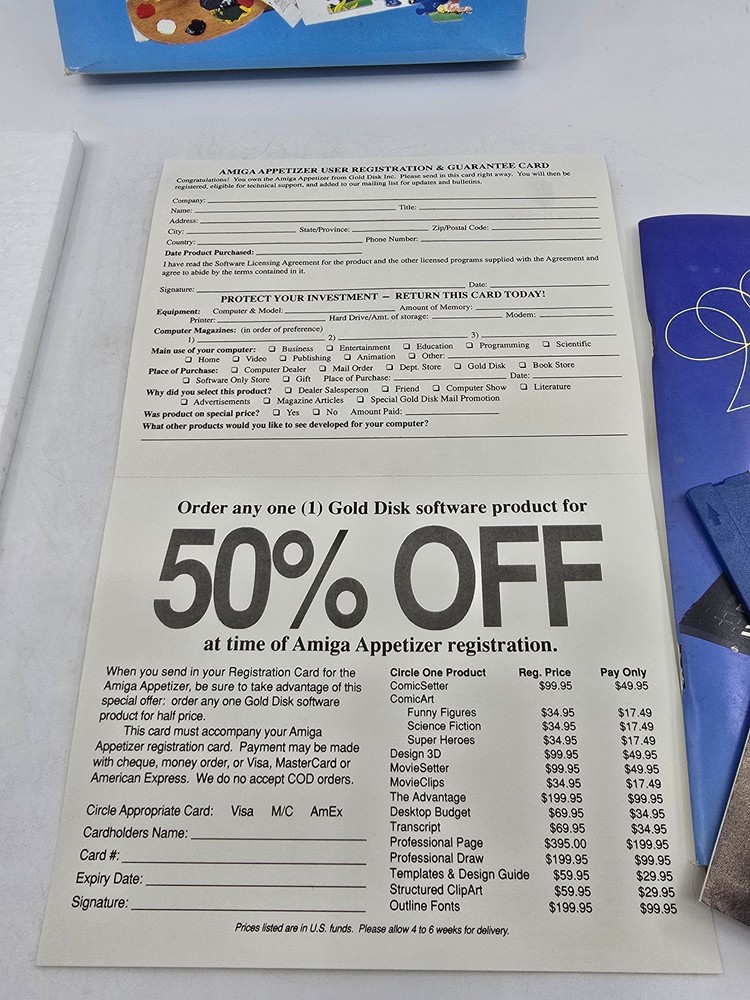 AMIGA APPETIZER USER REGISTRATION & GUARANTEE CARD
Congratulations! You own the Amiga Appetizer from Gold Disk Inc. Please send in this card right away. You will then be
registered, eligible for technical support, and added to our mailing list for updates and bulletins.
Company:
Name: Title:
Address:
City: State/Province: Zip/Postal Code:
Country: Phone Number:
Date Product Purchased:
I have read the Software Licensing Agreement for the product and the other licensed programs supplied with the Agreement and
agree to abide by the terms contained in it.
Signature: Date:
PROTECT YOUR INVESTMENT – RETURN THIS CARD TODAY!
Equipment: Computer & Model: Amount of Memory:
Printer: Hard Drive/Amt. of storage: Modem:
Computer Magazines: (in order of preference)
1) 2) 3)
Main use of your computer: ❑ Business ❑ Entertainment ❑ Education ❑ Programming ❑ Scientific
❑ Home ❑ Video ❑ Publishing ❑ Animation ❑ Other:
Place of Purchase: ❑ Computer Dealer ❑ Mail Order ❑ Dept. Store ❑ Gold Disk ❑ Book Store
❑ Software Only Store ❑ Gift Place of Purchase: Date:
Why did you select this product? ❑ Dealer Salesperson ❑ Friend ❑ Computer Show ❑ Literature
❑ Advertisements ❑ Magazine Articles ❑ Special Gold Disk Mail Promotion
Was product on special price? ❑ Yes ❑ No Amount Paid:
What other products would you like to see developed for your computer?
Order any one (1) Gold Disk software product for
50% OFF
at time of Amiga Appetizer registration.
When you send in your Registration Card for the
Amiga Appetizer, be sure to take advantage of this
special offer: order any one Gold Disk software
product for half price.
This card must accompany your Amiga
Appetizer registration card. Payment may be made
with cheque, money order, or Visa, MasterCard or
American Express. We do no accept COD orders.
Circle Appropriate Card: Visa M/C AmEx
Cardholders Name:
Card #:
Expiry Date:
Signature:
Circle One Product Reg. Price Pay Only
ComicSetter $99.95 $49.95
ComicArt
Funny Figures $34.95 $17.49
Science Fiction $34.95 $17.49
Super Heroes $34.95 $17.49
Design 3D $99.95 $49.95
MovieSetter $99.95 $49.95
MovieClips $34.95 $17.49
The Advantage $199.95 $99.95
Desktop Budget $69.95 $34.95
Transcript $69.95 $34.95
Professional Page $395.00 $199.95
Professional Draw $199.95 $99.95
Templates & Design Guide $59.95 $29.95
Structured ClipArt $59.95 $29.95
Outline Fonts $199.95 $99.95
Prices listed are in U.S. funds. Please allow 4 to 6 weeks for delivery.